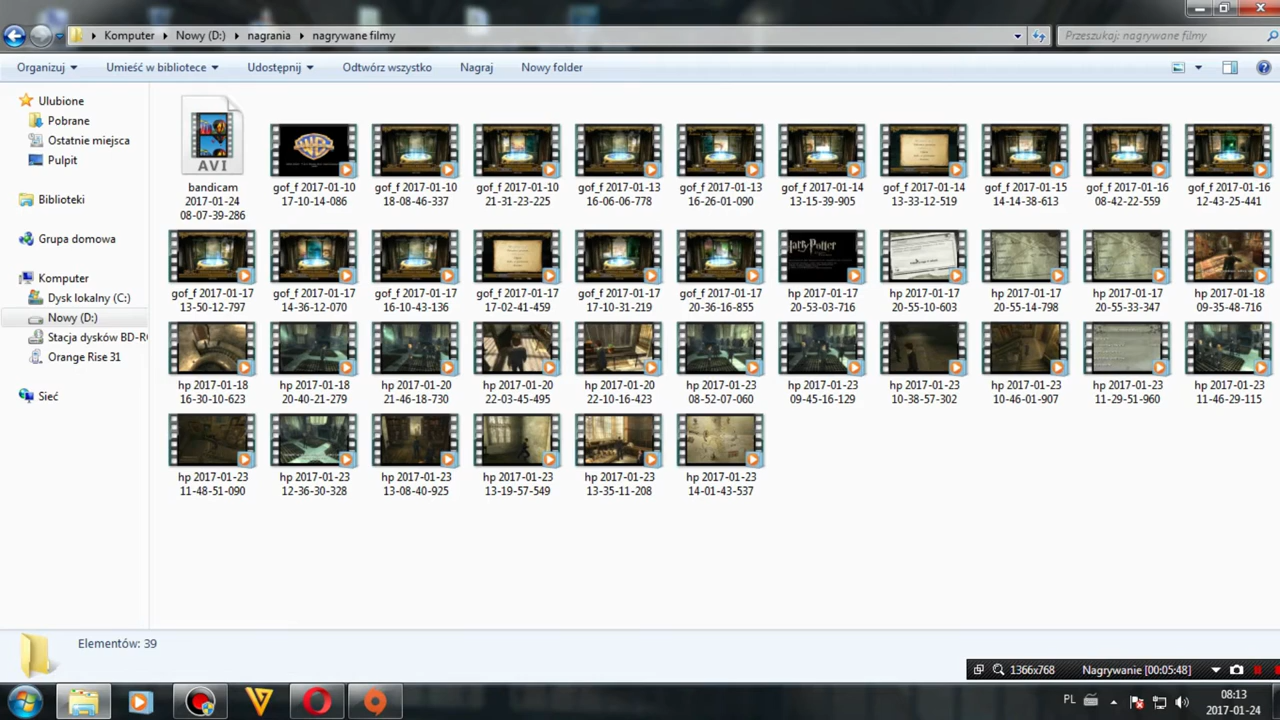 Komputer Nowy (D:) nagrania nagrywane filmy Przeszukaj: nagrywane filmy
Organizuj Umieść w bibliotece Udostępnij Odtwórz wszystko Nagraj Nowy folder
Ulubione
Pobrane
Ostatnie miejsca
Pulpit
Biblioteki
Grupa domowa
Komputer
Dysk lokalny (C:)
Nowy (D:)
Stacja dysków BD-R
Orange Rise 31
Sieć
AVI
bandicam
2017-01-24
08-07-39-286
gof_f 2017-01-10
17-10-14-086
gof_f 2017-01-10
18-08-46-337
gof_f 2017-01-10
21-31-23-225
gof_f 2017-01-13
16-06-06-778
gof_f 2017-01-13
16-26-01-090
gof_f 2017-01-14
13-15-39-905
gof_f 2017-01-14
13-33-12-519
gof_f 2017-01-15
14-14-38-613
gof_f 2017-01-16
08-42-22-559
gof_f 2017-01-16
12-43-25-441
gof_f 2017-01-17
13-50-12-797
gof_f 2017-01-17
14-36-12-070
gof_f 2017-01-17
16-10-43-136
gof_f 2017-01-17
17-02-41-459
gof_f 2017-01-17
17-10-31-219
gof_f 2017-01-17
20-36-16-855
Harry Potter
hp 2017-01-17
20-53-03-716
hp 2017-01-17
20-55-10-603
hp 2017-01-17
20-55-14-798
hp 2017-01-17
20-55-33-347
hp 2017-01-18
09-35-48-716
hp 2017-01-18
16-30-10-623
hp 2017-01-18
20-40-21-279
hp 2017-01-20
21-46-18-730
hp 2017-01-20
22-03-45-495
hp 2017-01-20
22-10-16-423
hp 2017-01-23
08-52-07-060
hp 2017-01-23
09-45-16-129
hp 2017-01-23
10-38-57-302
hp 2017-01-23
10-46-01-907
hp 2017-01-23
11-29-51-960
hp 2017-01-23
11-46-29-115
hp 2017-01-23
11-48-51-090
hp 2017-01-23
12-36-30-328
hp 2017-01-23
13-08-40-925
hp 2017-01-23
13-19-57-549
hp 2017-01-23
13-35-11-208
hp 2017-01-23
14-01-43-537
Elementów: 39
1366x768 Nagrywanie [00:05:48]
PL 08:13
2017-01-24